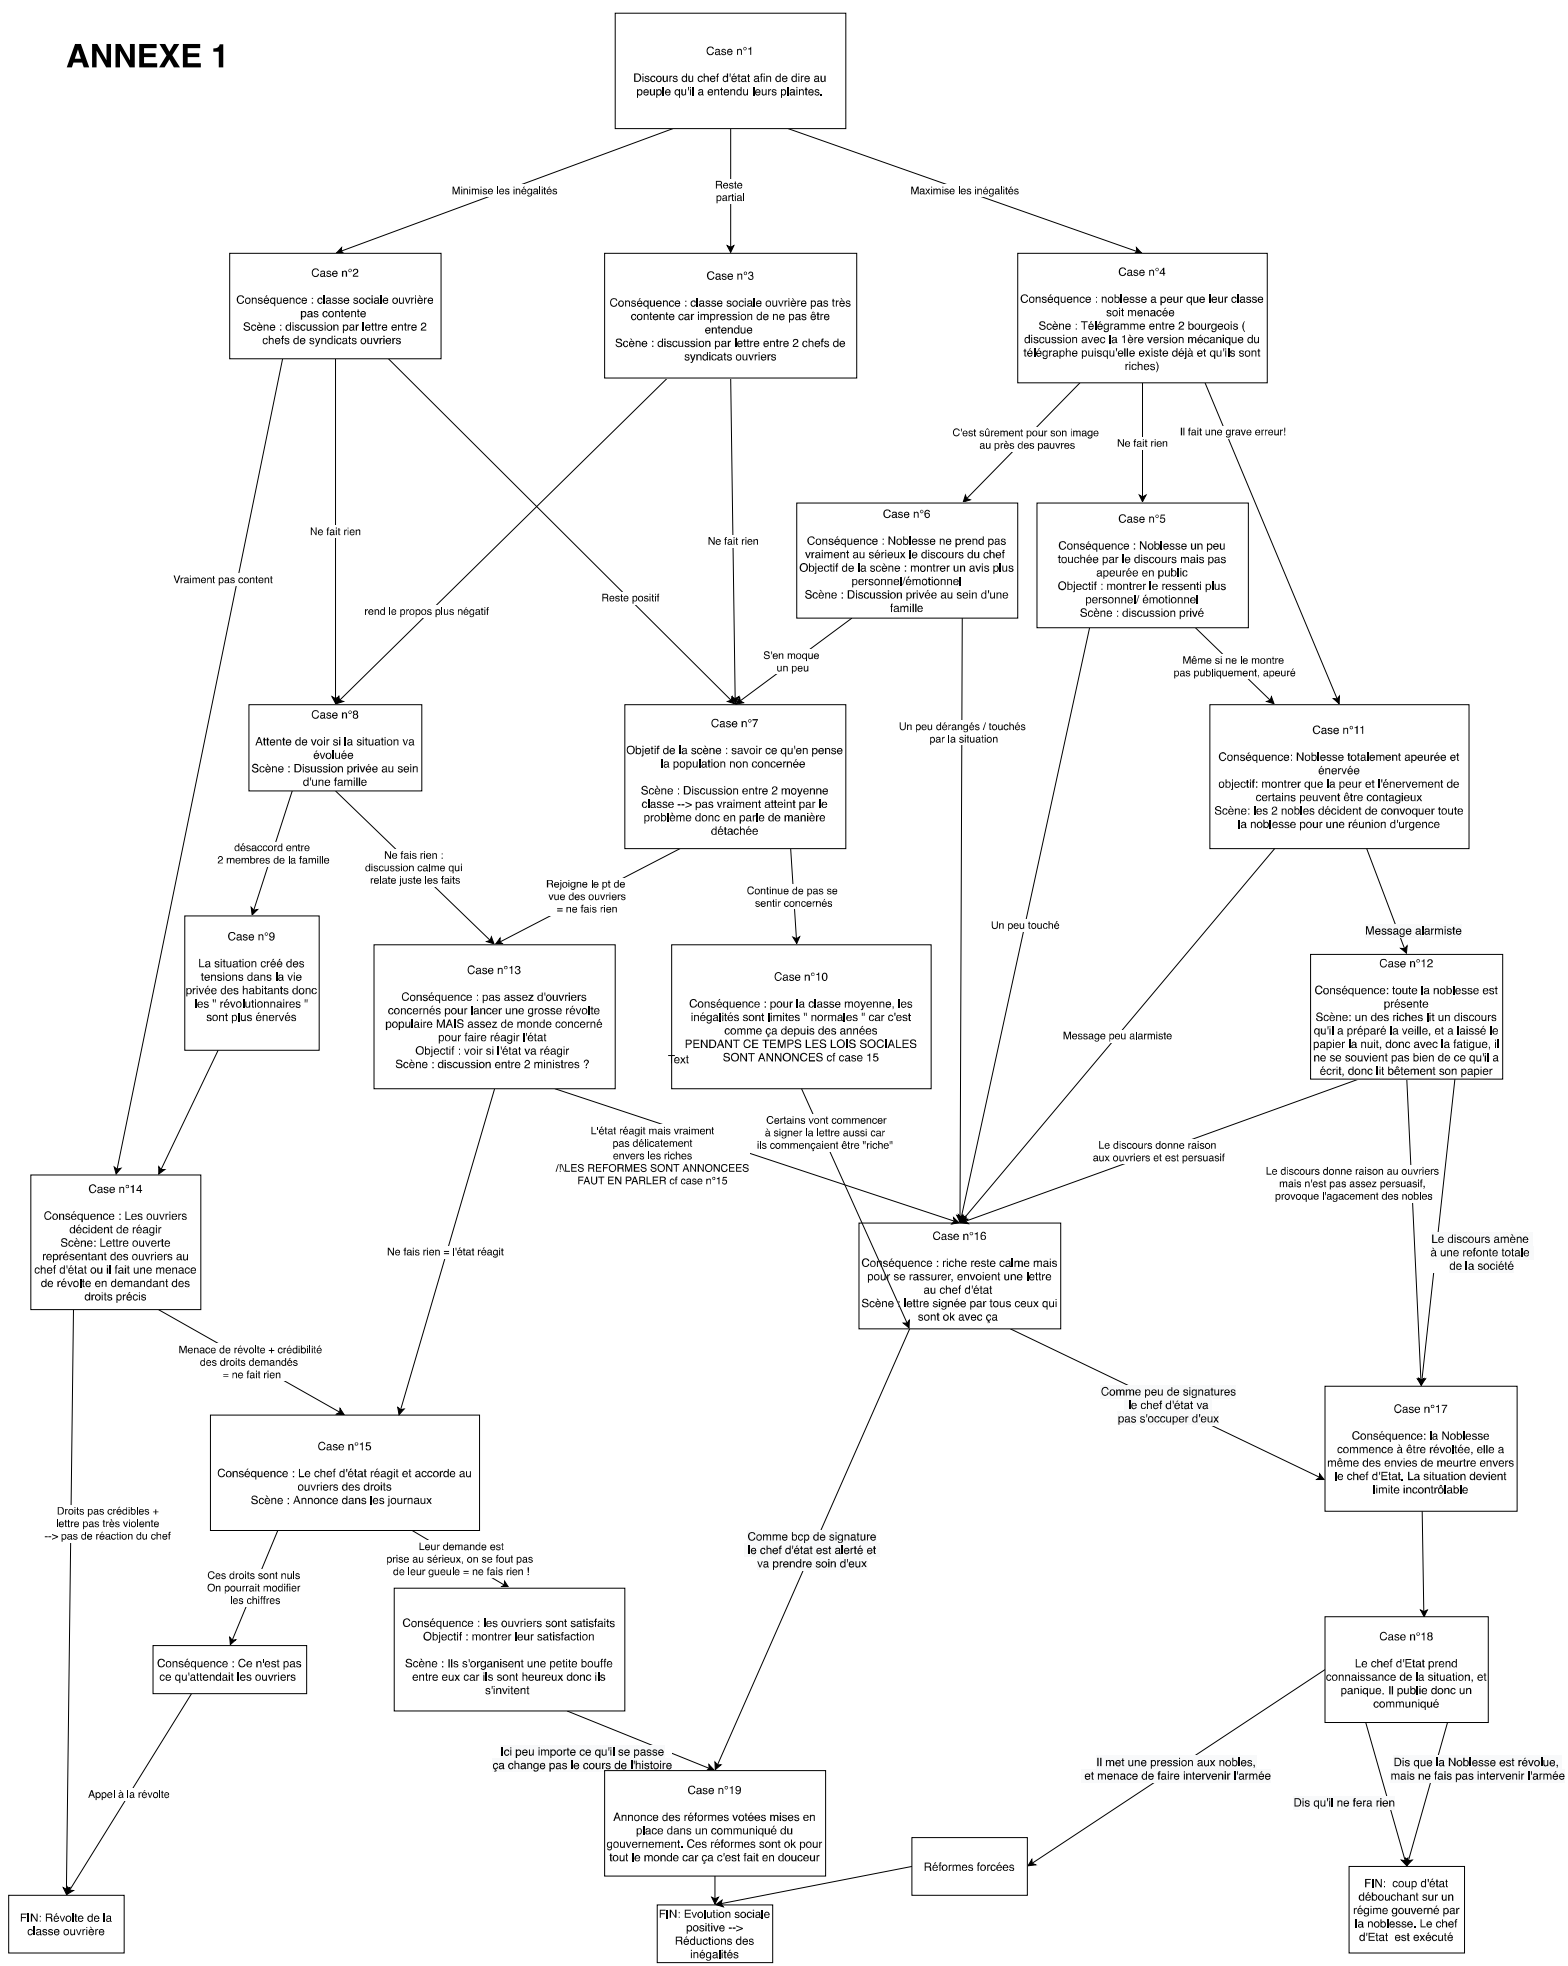 ANNEXE 1
Case n°1
Discours du chef d'état afin de dire au
peuple qu'il a entendu leurs plaintes.
Minimise les inégalités
Reste
partial
Maximise les inégalités
Case n°2
Conséquence : classe sociale ouvrière
pas contente
Scène : discussion par lettre entre 2
chefs de syndicats ouvriers
Case n°3
Conséquence : classe sociale ouvrière pas très
contente car impression de ne pas être
entendue
Scène : discussion par lettre entre 2 chefs de
syndicats ouvriers
Case n°4
Conséquence : noblesse a peur que leur classe
soit menacée
Scène : Télégramme entre 2 bourgeois (
discussion avec la 1ère version mécanique du
télégraphe puisqu'elle existe déjà et qu'ils sont
riches)
C'est sûrement pour son image
au près des pauvres
Ne fait rien
Il fait une grave erreur!
Case n°6
Conséquence : Noblesse ne prend pas
vraiment au sérieux le discours du chef
Objectif de la scène : montrer un avis plus
personnel/émotionnel
Scène : Discussion privée au sein d'une
famille
Case n°5
Conséquence : Noblesse un peu
touchée par le discours mais pas
apeurée en public
Objectif : montrer le ressenti plus
personnel/ émotionnel
Scène : discussion privé
Ne fait rien
Ne fait rien
Vraiment pas content
rend le propos plus négatif
Reste positif
S'en moque
un peu
Même si ne le montre
pas publiquement, apeuré
Case n°8
Attente de voir si la situation va
évoluée
Scène : Disussion privée au sein
d'une famille
Case n°7
Objetif de la scène : savoir ce qu'en pense
la population non concernée
Scène : Discussion entre 2 moyenne
classe --> pas vraiment atteint par le
problème donc en parle de manière
détachée
Un peu dérangés / touchés
par la situation
Case n°11
Conséquence: Noblesse totalement apeurée et
énervée
objectif: montrer que la peur et l'énervement de
certains peuvent être contagieux
Scène: les 2 nobles décident de convoquer toute
la noblesse pour une réunion d'urgence
désaccord entre
2 membres de la famille
Ne fais rien :
discussion calme qui
relate juste les faits
Rejoigne le pt de
vue des ouvriers
= ne fais rien
Continue de pas se
sentir concernés
Un peu touché
Message alarmiste
Case n°9
La situation créé des
tensions dans la vie
privée des habitants donc
les " révolutionnaires "
sont plus énervés
Case n°13
Conséquence : pas assez d'ouvriers
concernés pour lancer une grosse révolte
populaire MAIS assez de monde concerné
pour faire réagir l'état
Objectif : voir si l'état va réagir
Scène : discussion entre 2 ministres ?
Case n°10
Conséquence : pour la classe moyenne, les
inégalités sont limites " normales " car c'est
comme ça depuis des années
PENDANT CE TEMPS LES LOIS SOCIALES
SONT ANNONCES cf case 15
Text
Case n°12
Conséquence: toute la noblesse est
présente
Scène: un des riches lit un discours
qu'il a préparé la veille, et a laissé le
papier la nuit, donc avec la fatigue, il
ne se souvient pas bien de ce qu'il a
écrit, donc lit bêtement son papier
Message peu alarmiste
L'état réagit mais vraiment
pas délicatement
envers les riches
/!\LES REFORMES SONT ANNONCEES
FAUT EN PARLER cf case n°15
Certains vont commencer
à signer la lettre aussi car
ils commençaient être "riche"
Le discours donne raison
aux ouvriers et est persuasif
Le discours donne raison au ouvriers
mais n'est pas assez persuasif,
provoque l'agacement des nobles
Le discours amène
à une refonte totale
de la société
Case n°14
Conséquence : Les ouvriers
décident de réagir
Scène: Lettre ouverte
représentant des ouvriers au
chef d'état ou il fait une menace
de révolte en demandant des
droits précis
Ne fais rien = l'état réagit
Case n°16
Conséquence : riche reste calme mais
pour se rassurer, envoient une lettre
au chef d'état
Scène : lettre signée par tous ceux qui
sont ok avec ça
Menace de révolte + crédibilité
des droits demandés
= ne fait rien
Comme peu de signatures
le chef d'état va
pas s'occuper d'eux
Case n°15
Conséquence : Le chef d'état réagit et accorde au
ouvriers des droits
Scène : Annonce dans les journaux
Case n°17
Conséquence: la Noblesse
commence à être révoltée, elle a
même des envies de meurtre envers
le chef d'Etat. La situation devient
limite incontrôlable
Droits pas crédibles +
lettre pas très violente
--> pas de réaction du chef
Ces droits sont nuls
On pourrait modifier
les chiffres
Leur demande est
prise au sérieux, on se fout pas
de leur gueule = ne fais rien !
Comme bcp de signature
le chef d'état est alerté et
va prendre soin d'eux
Conséquence : Ce n'est pas
ce qu'attendait les ouvriers
Conséquence : les ouvriers sont satisfaits
Objectif : montrer leur satisfaction
Scène : Ils s'organisent une petite bouffe
entre eux car ils sont heureux donc ils
s'invitent
Case n°18
Le chef d'Etat prend
connaissance de la situation, et
panique. Il publie donc un
communiqué
Appel à la révolte
Ici peu importe ce qu'il se passe
ça change pas le cours de l'histoire
Il met une pression aux nobles,
et menace de faire intervenir l'armée
Dis que la Noblesse est révolue,
mais ne fais pas intervenir l'armée
Dis qu'il ne fera rien
Case n°19
Annonce des réformes votées mises en
place dans un communiqué du
gouvernement. Ces réformes sont ok pour
tout le monde car ça c'est fait en douceur
Réformes forcées
FIN: Révolte de la
classe ouvrière
FIN: Evolution sociale
positive -->
Réductions des
inégalités
FIN: coup d'état
débouchant sur un
régime gouverné par
la noblesse. Le chef
d'Etat est exécuté